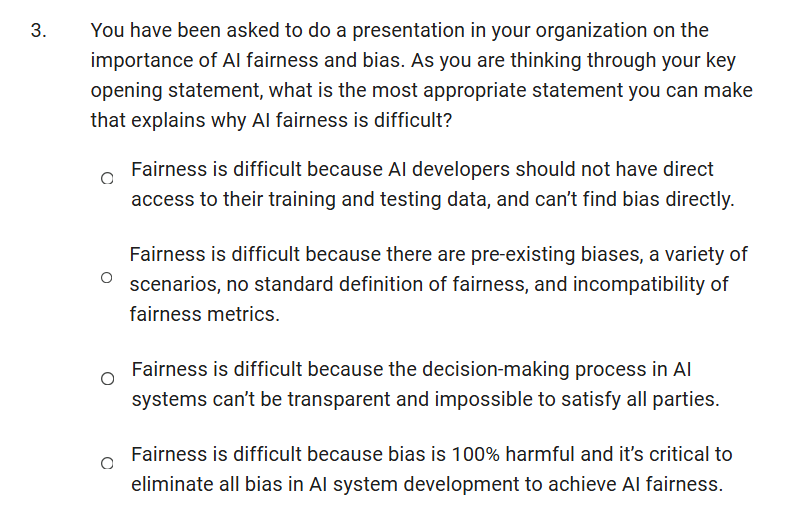 3. You have been asked to do a presentation in your organization on the
importance of AI fairness and bias. As you are thinking through your key
opening statement, what is the most appropriate statement you can make
that explains why AI fairness is difficult?
Fairness is difficult because AI developers should not have direct
access to their training and testing data, and can't find bias directly.
Fairness is difficult because there are pre-existing biases, a variety of
scenarios, no standard definition of fairness, and incompatibility of
fairness metrics.
Fairness is difficult because the decision-making process in AI
systems can't be transparent and impossible to satisfy all parties.
Fairness is difficult because bias is 100% harmful and it's critical to
eliminate all bias in AI system development to achieve AI fairness.